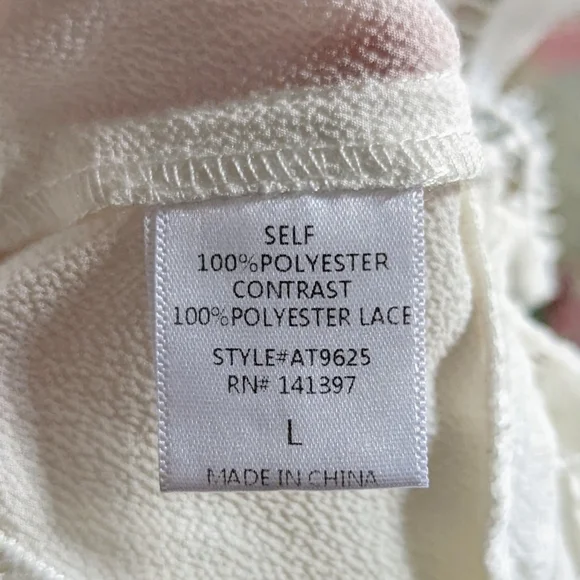 SELF
100%POLYESTER
CONTRAST
100%POLYESTER LACE
STYLE#AT9625
RN# 141397
L
MADE IN CHINA